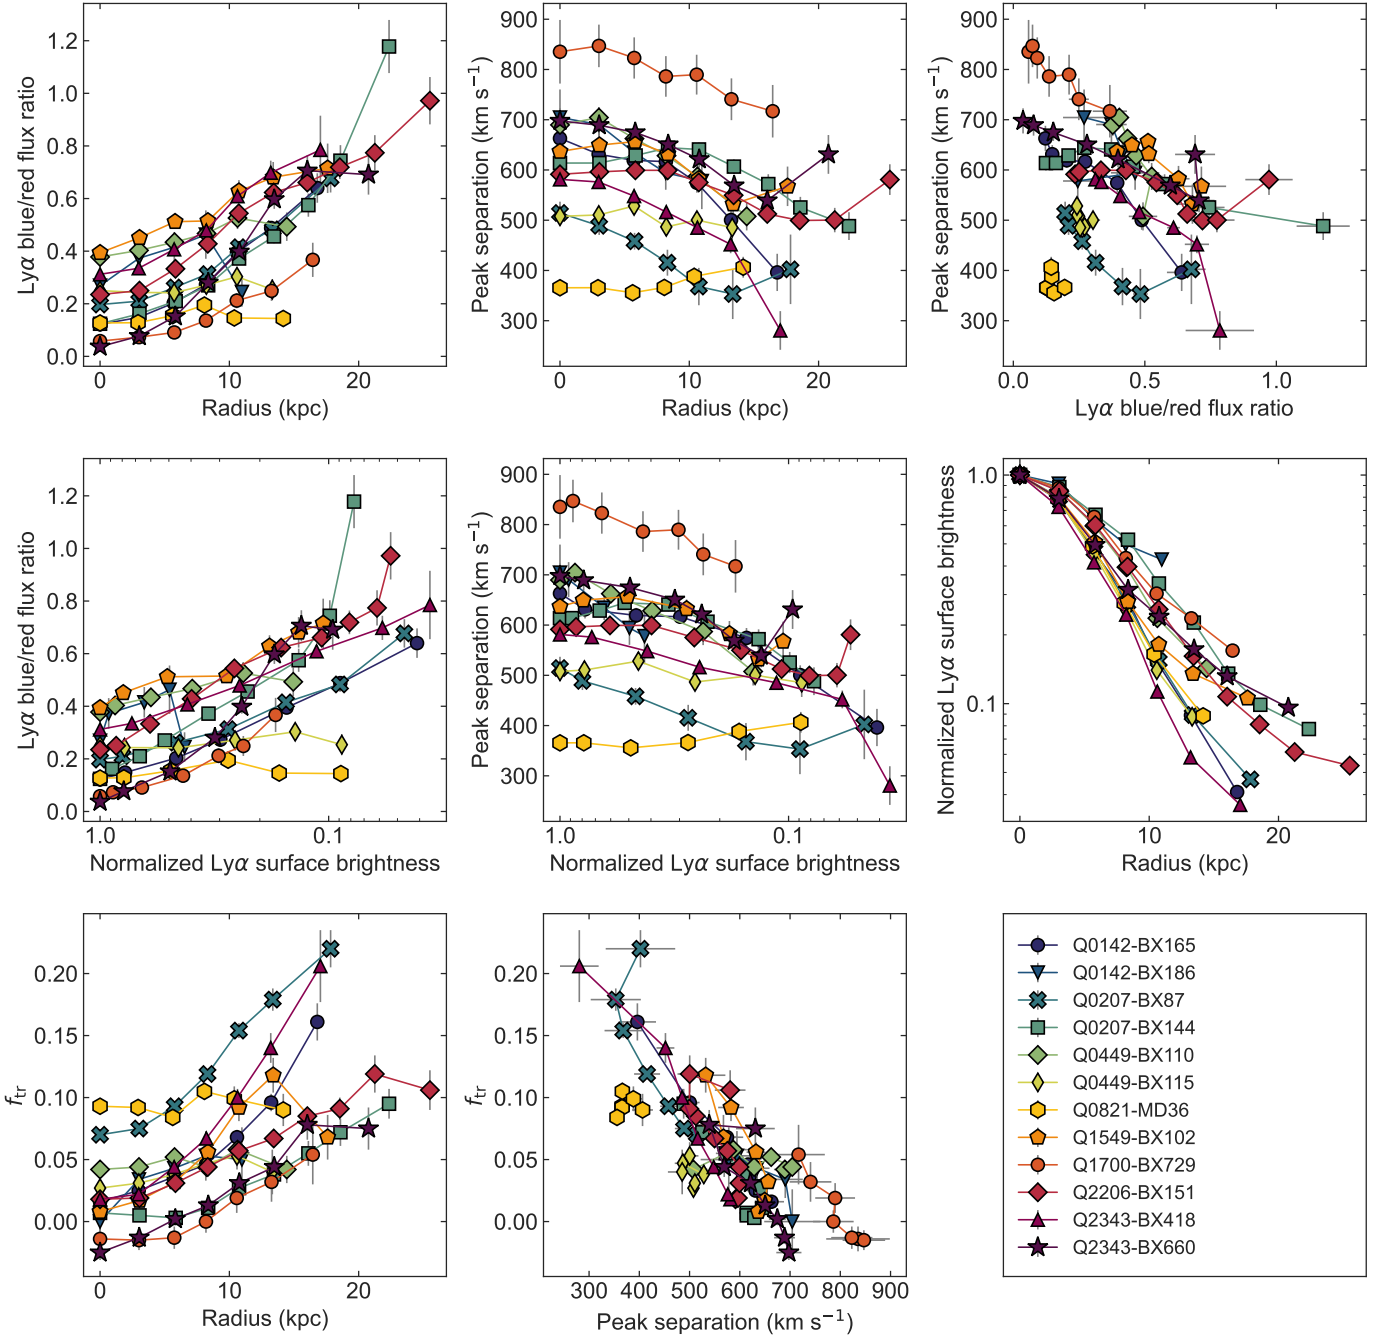 1.2
1.0
0.8
0.6
0.4
0.2
0.0
Lyα blue/red flux ratio
0 10 20
Radius (kpc)
900
800
700
600
500
400
300
Peak separation (km s⁻¹)
0 10 20
Radius (kpc)
900
800
700
600
500
400
300
Peak separation (km s⁻¹)
0.0 0.5 1.0
Lyα blue/red flux ratio
1.2
1.0
0.8
0.6
0.4
0.2
0.0
Lyα blue/red flux ratio
1.0 0.1
Normalized Lyα surface brightness
900
800
700
600
500
400
300
Peak separation (km s⁻¹)
1.0 0.1
Normalized Lyα surface brightness
1.0
0.1
Normalized Lyα surface brightness
0 10 20
Radius (kpc)
0.20
0.15
0.10
0.05
0.00
f_tr
0 10 20
Radius (kpc)
0.20
0.15
0.10
0.05
0.00
f_tr
300 400 500 600 700 800 900
Peak separation (km s⁻¹)
Q0142-BX165
Q0142-BX186
Q0207-BX87
Q0207-BX144
Q0449-BX110
Q0449-BX115
Q0821-MD36
Q1549-BX102
Q1700-BX729
Q2206-BX151
Q2343-BX418
Q2343-BX660